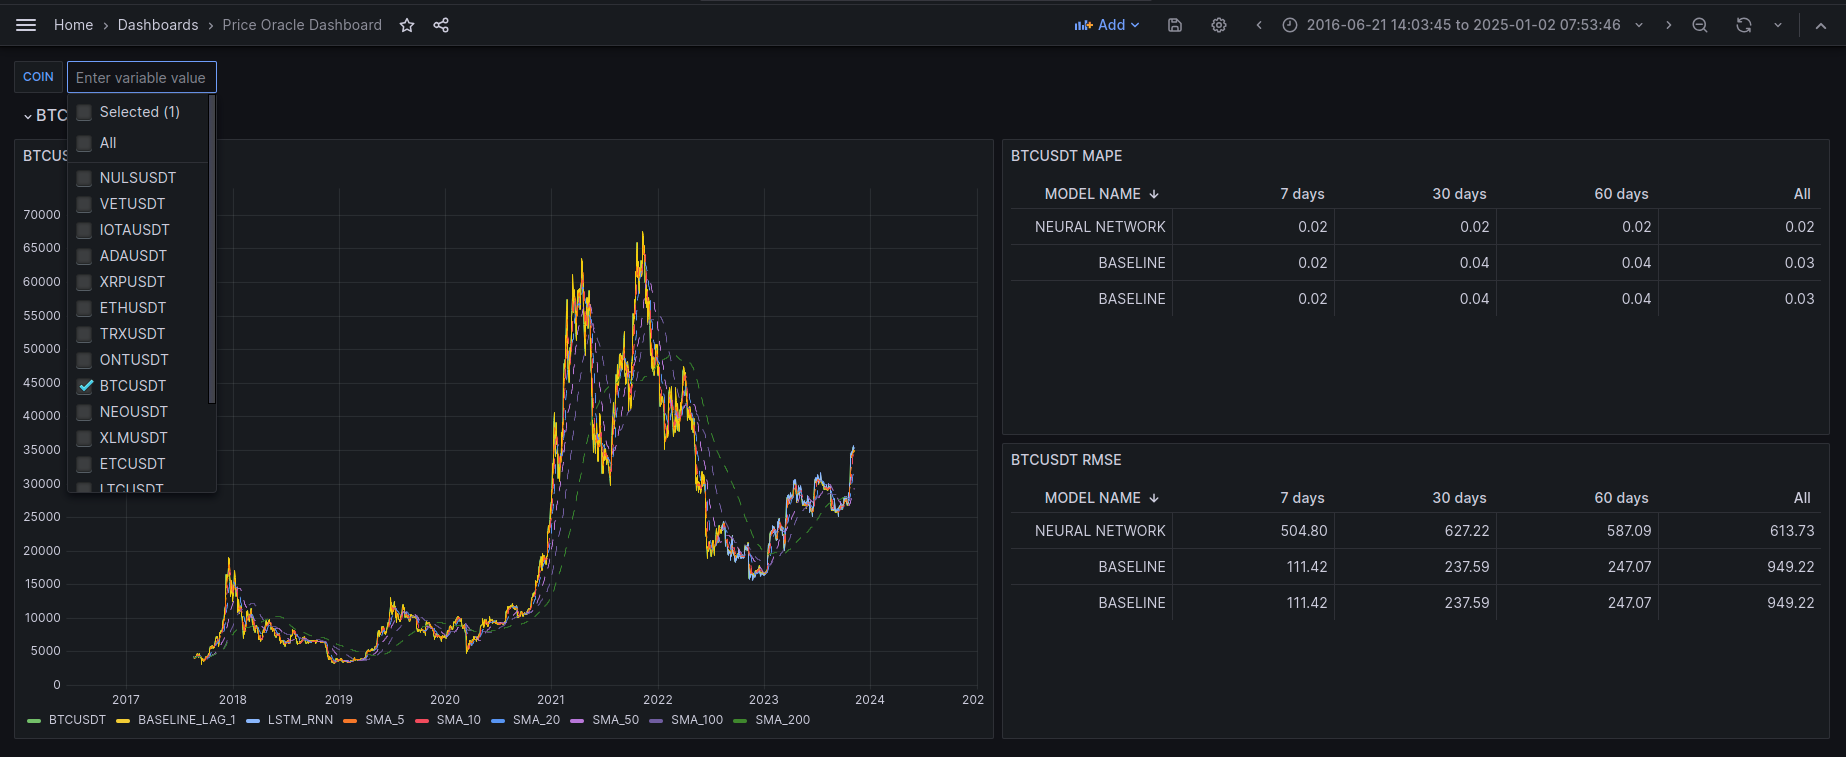 Home › Dashboards › Price Oracle Dashboard
Add
2016-06-21 14:03:45 to 2025-01-02 07:53:46
COIN
Enter variable value
Selected (1)
All
NULSUSDT
VETUSDT
IOTAUSDT
ADAUSDT
XRPUSDT
ETHUSDT
TRXUSDT
ONTUSDT
BTCUSDT
NEOUSDT
XLMUSDT
ETCUSDT
LTCUSDT
BTC
BTCUS
70000
65000
60000
55000
50000
45000
40000
35000
30000
25000
20000
15000
10000
5000
0
2017 2018 2019 2020 2021 2022 2023 2024 202
BTCUSDT BASELINE_LAG_1 LSTM_RNN SMA_5 SMA_10 SMA_20 SMA_50 SMA_100 SMA_200
BTCUSDT MAPE
MODEL NAME ↓ 7 days 30 days 60 days All
NEURAL NETWORK 0.02 0.02 0.02 0.02
BASELINE 0.02 0.04 0.04 0.03
BASELINE 0.02 0.04 0.04 0.03
BTCUSDT RMSE
MODEL NAME ↓ 7 days 30 days 60 days All
NEURAL NETWORK 504.80 627.22 587.09 613.73
BASELINE 111.42 237.59 247.07 949.22
BASELINE 111.42 237.59 247.07 949.22